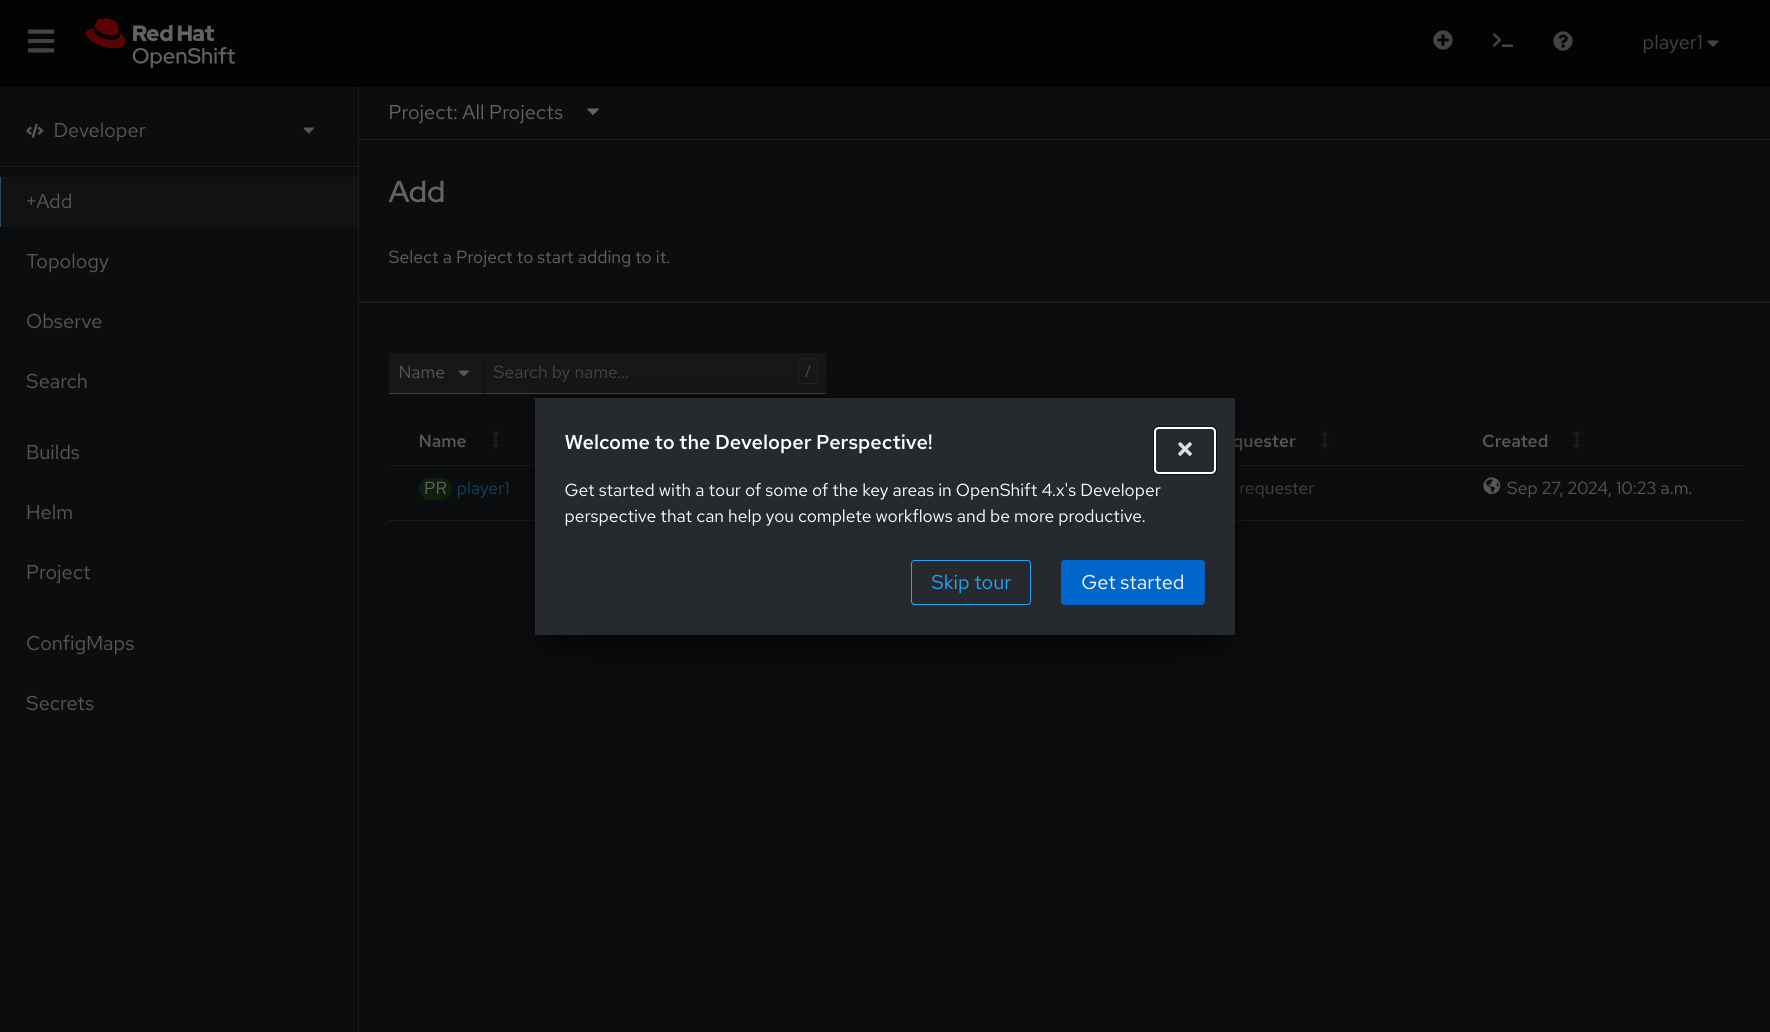 Red Hat
OpenShift
player1
Developer
+Add
Topology
Observe
Search
Builds
Helm
Project
ConfigMaps
Secrets
Project: All Projects
Add
Select a Project to start adding to it.
Name
Search by name...
/
Name
quester
Created
PR player1
requester
Sep 27, 2024, 10:23 a.m.
Welcome to the Developer Perspective!
Get started with a tour of some of the key areas in OpenShift 4.x's Developer
perspective that can help you complete workflows and be more productive.
Skip tour
Get started